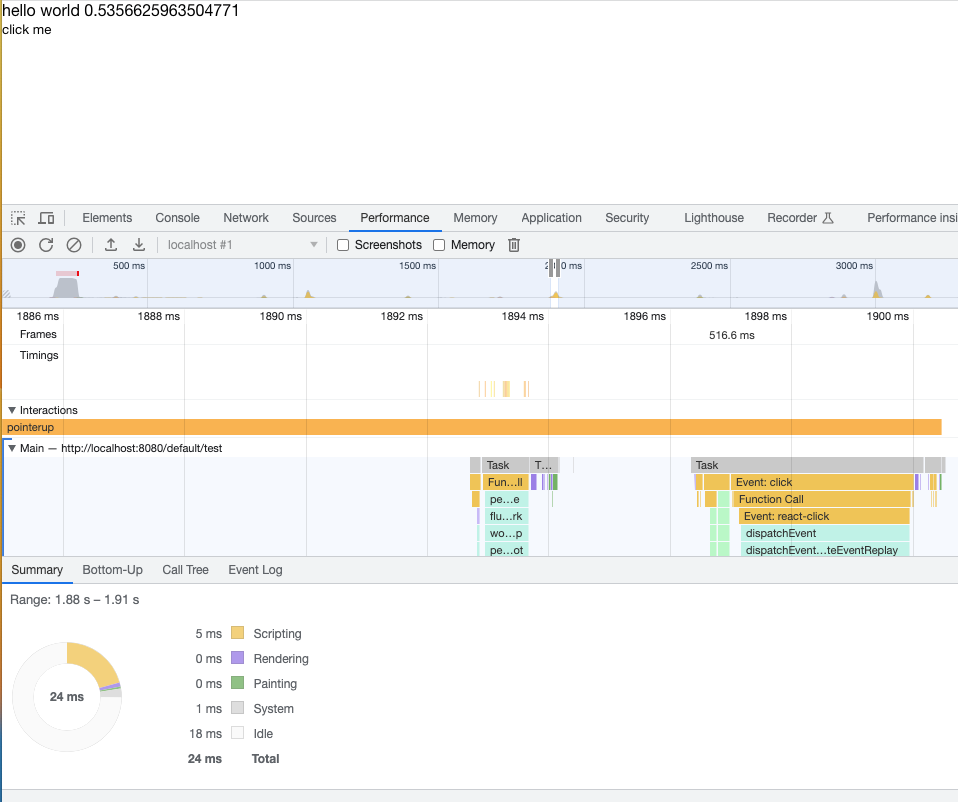 hello world 0.5356625963504771
click me
Elements Console Network Sources Performance Memory Application Security Lighthouse Recorder Performance insi
localhost #1 Screenshots Memory
500 ms 1000 ms 1500 ms 2 0 ms 2500 ms 3000 ms
1886 ms 1888 ms 1890 ms 1892 ms 1894 ms 1896 ms 1898 ms 1900 ms
Frames 516.6 ms
Timings
Interactions
pointerup
Main — http://localhost:8080/default/test
Task T... Task
Fun...ll Event: click
pe...e Function Call
flu...rk Event: react-click
wo...p dispatchEvent
pe...ot dispatchEvent...teEventReplay
Summary Bottom-Up Call Tree Event Log
Range: 1.88 s – 1.91 s
5 ms Scripting
0 ms Rendering
24 ms
0 ms Painting
1 ms System
18 ms Idle
24 ms Total